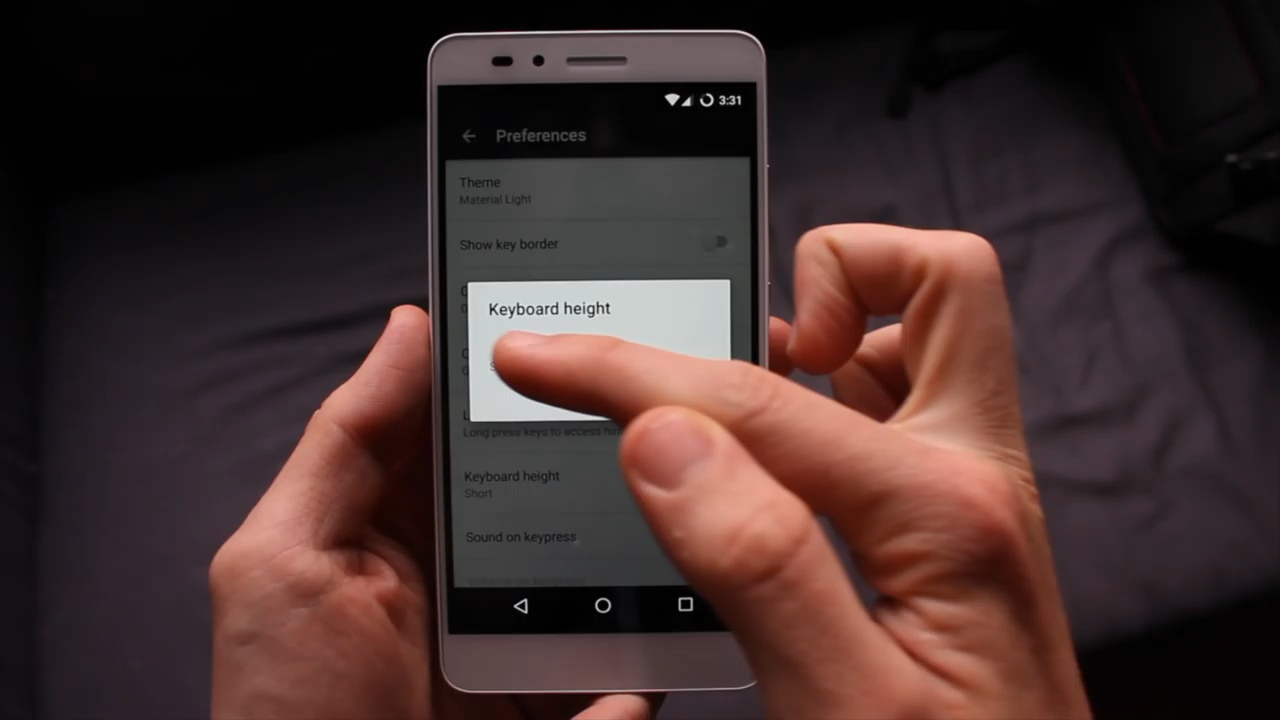 3:31
Preferences
Theme
Material Light
Show key border
Keyboard height
Long press keys to access
Keyboard height
Short
Sound on keypress